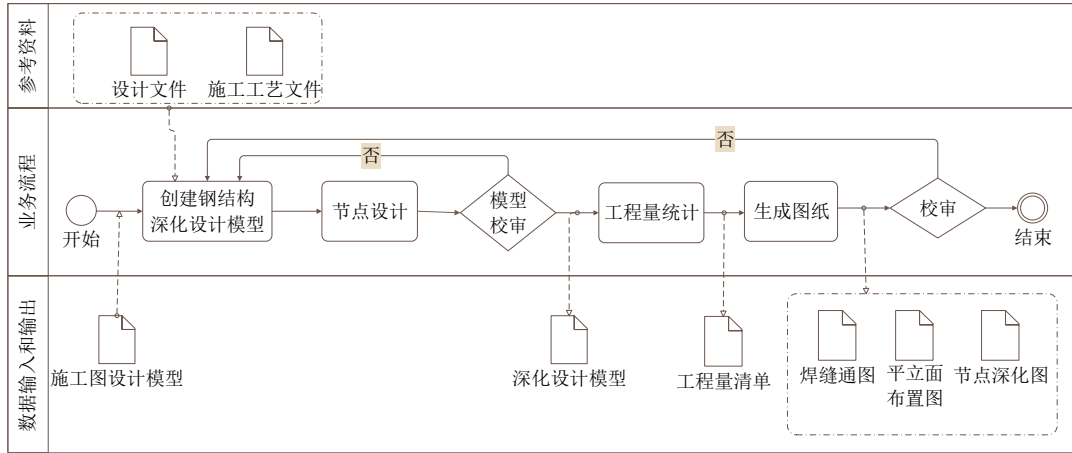 参考资料
设计文件
施工工艺文件
业务流程
否
否
开始
创建钢结构
深化设计模型
节点设计
模型
校审
工程量统计
生成图纸
校审
结束
数据输入和输出
施工图设计模型
深化设计模型
工程量清单
焊缝通图
平立面
布置图
节点深化图